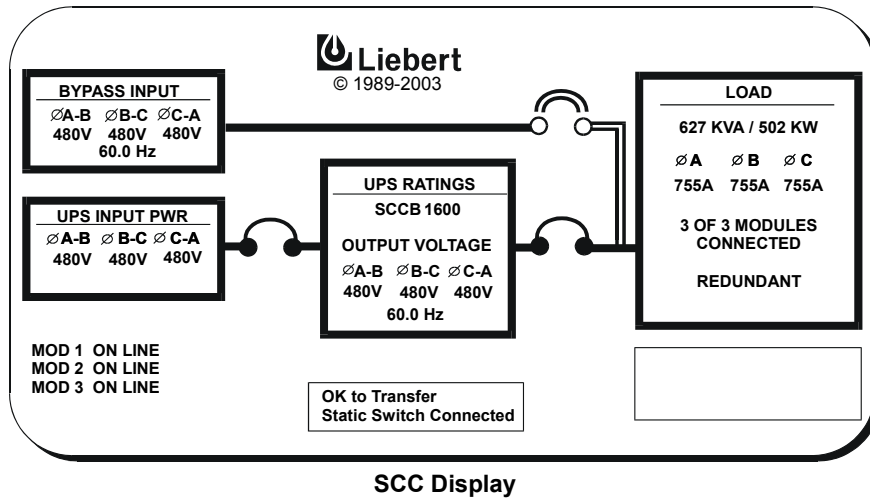 Liebert
© 1989-2003
BYPASS INPUT
∅A-B ∅B-C ∅C-A
480V 480V 480V
60.0 Hz
UPS INPUT PWR
∅A-B ∅B-C ∅C-A
480V 480V 480V
UPS RATINGS
SCCB 1600
OUTPUT VOLTAGE
∅A-B ∅B-C ∅C-A
480V 480V 480V
60.0 Hz
LOAD
627 KVA / 502 KW
∅A ∅B ∅C
755A 755A 755A
3 OF 3 MODULES
CONNECTED
REDUNDANT
MOD 1 ON LINE
MOD 2 ON LINE
MOD 3 ON LINE
OK to Transfer
Static Switch Connected
SCC Display